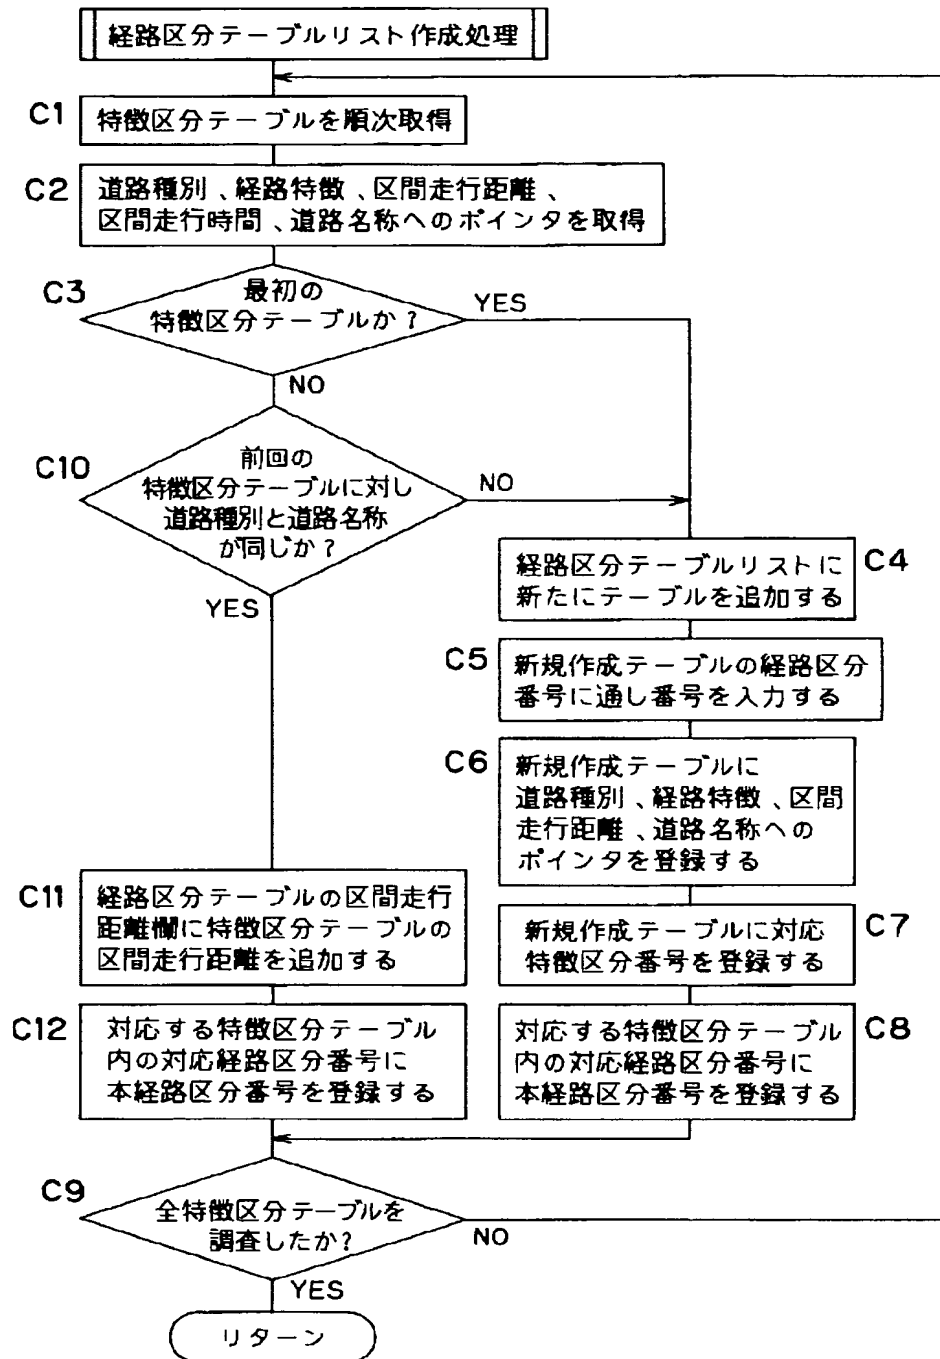 経路区分テーブルリスト作成処理
C1
特徴区分テーブルを順次取得
C2
道路種別、経路特徴、区間走行距離、
区間走行時間、道路名称へのポインタを取得
C3
最初の
特徴区分テーブルか?
YES
NO
C10
前回の
特徴区分テーブルに対し
道路種別と道路名称
が同じか?
NO
YES
C4
経路区分テーブルリストに
新たにテーブルを追加する
C5
新規作成テーブルの経路区分
番号に通し番号を入力する
C6
新規作成テーブルに
道路種別、経路特徴、区間
走行距離、道路名称への
ポインタを登録する
C11
経路区分テーブルの区間走行
距離欄に特徴区分テーブルの
区間走行距離を追加する
C7
新規作成テーブルに対応
特徴区分番号を登録する
C12
対応する特徴区分テーブル
内の対応経路区分番号に
本経路区分番号を登録する
C8
対応する特徴区分テーブル
内の対応経路区分番号に
本経路区分番号を登録する
C9
全特徴区分テーブルを
調査したか?
NO
YES
リターン